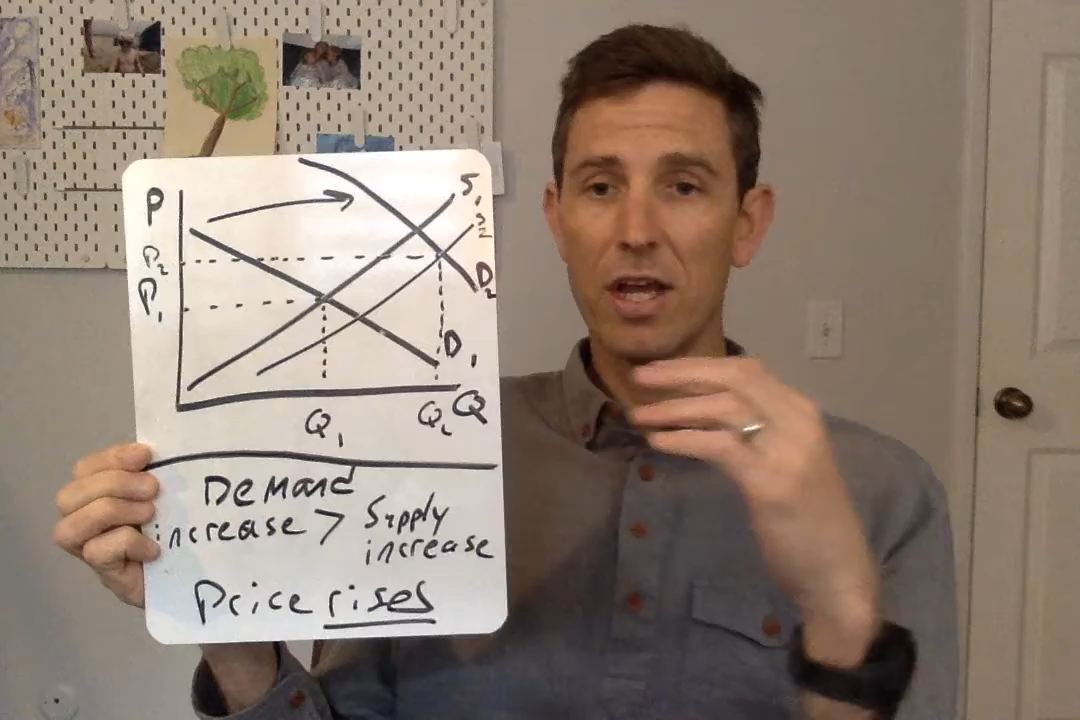 P
S₁
S₂
P₂
P₁
D₂
D₁
Q₁
Q₂ Q
Demand
increase > Supply
increase
Price rises